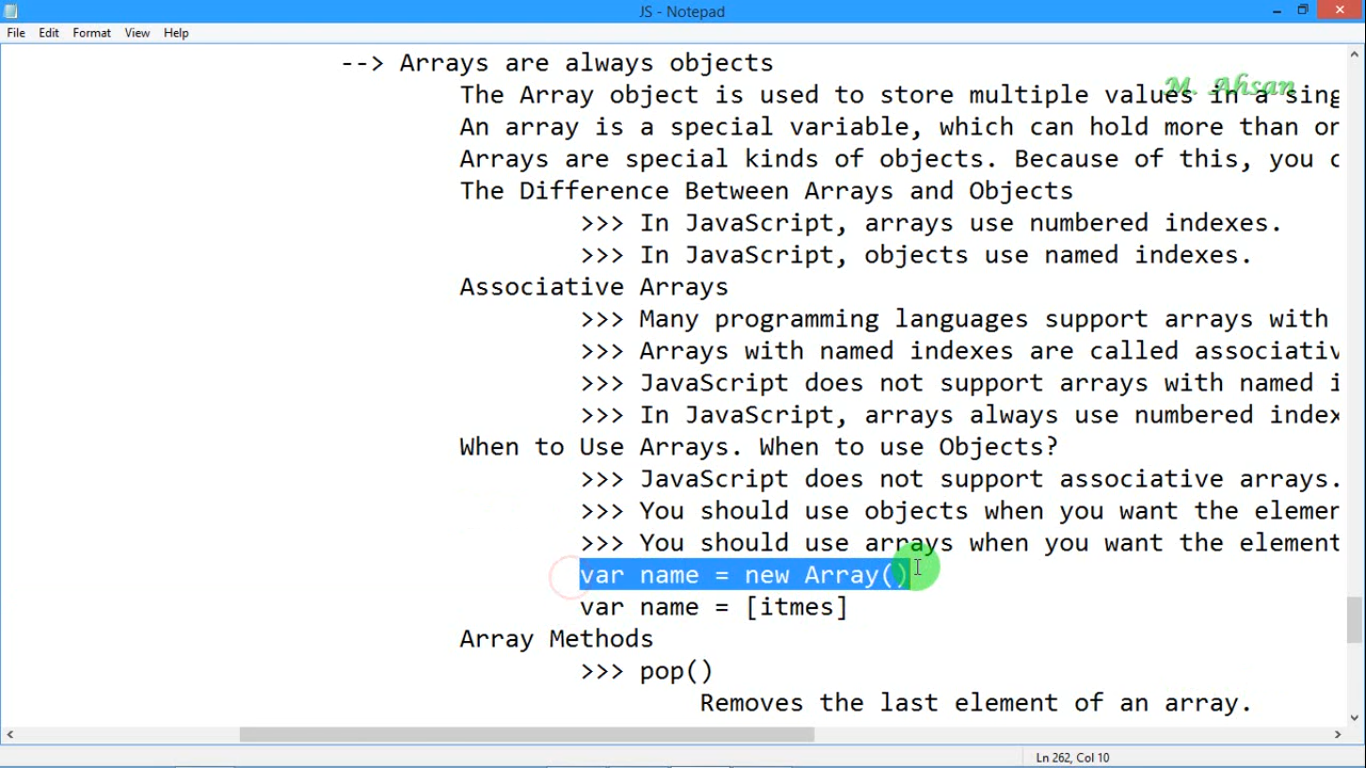 JS - Notepad
File Edit Format View Help
--> Arrays are always objects
M. Ahsan
The Array object is used to store multiple values in a sing
An array is a special variable, which can hold more than on
Arrays are special kinds of objects. Because of this, you c
The Difference Between Arrays and Objects
>>> In JavaScript, arrays use numbered indexes.
>>> In JavaScript, objects use named indexes.
Associative Arrays
>>> Many programming languages support arrays with
>>> Arrays with named indexes are called associativ
>>> JavaScript does not support arrays with named i
>>> In JavaScript, arrays always use numbered index
When to Use Arrays. When to use Objects?
>>> JavaScript does not support associative arrays.
>>> You should use objects when you want the elemen
>>> You should use arrays when you want the element
var name = new Array()
var name = [itmes]
Array Methods
>>> pop()
Removes the last element of an array.
Ln 262, Col 10